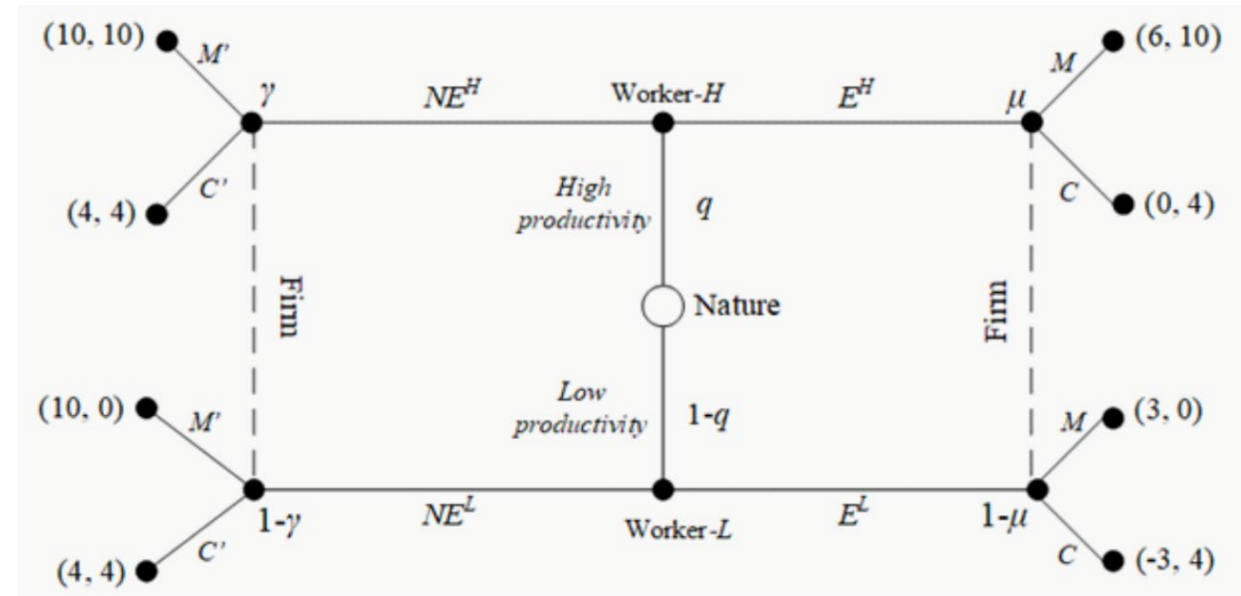 (10, 10)
M'
γ
NE^H
Worker-H
E^H
μ
M
(6, 10)
C'
(4, 4)
High
productivity
q
C
(0, 4)
Firm
Nature
Firm
(10, 0)
M'
Low
productivity
1-q
M
(3, 0)
1-γ
NE^L
Worker-L
E^L
1-μ
C'
(4, 4)
C
(-3, 4)